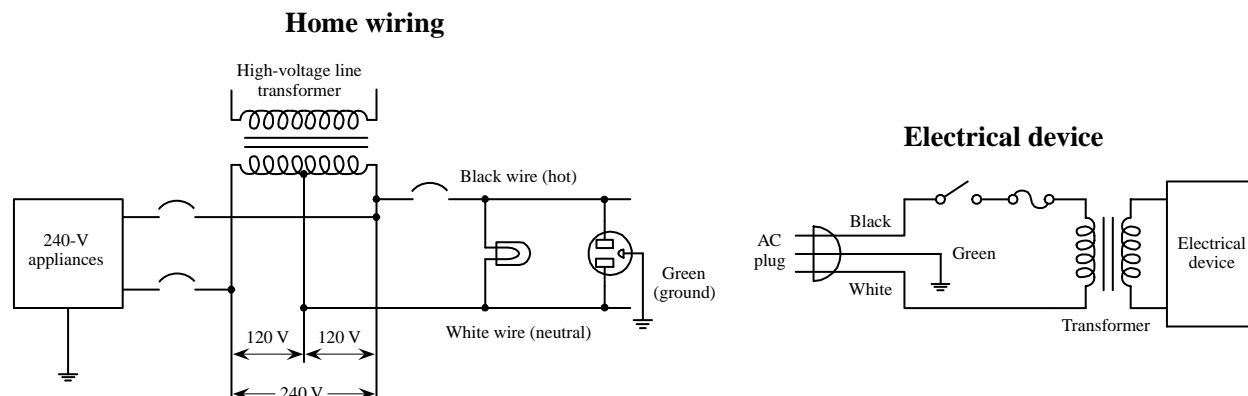 Home wiring
High-voltage line
transformer
Black wire (hot)
240-V
appliances
Green
(ground)
White wire (neutral)
120 V
120 V
240 V
Electrical device
Black
AC
plug
Green
White
Transformer
Electrical
device